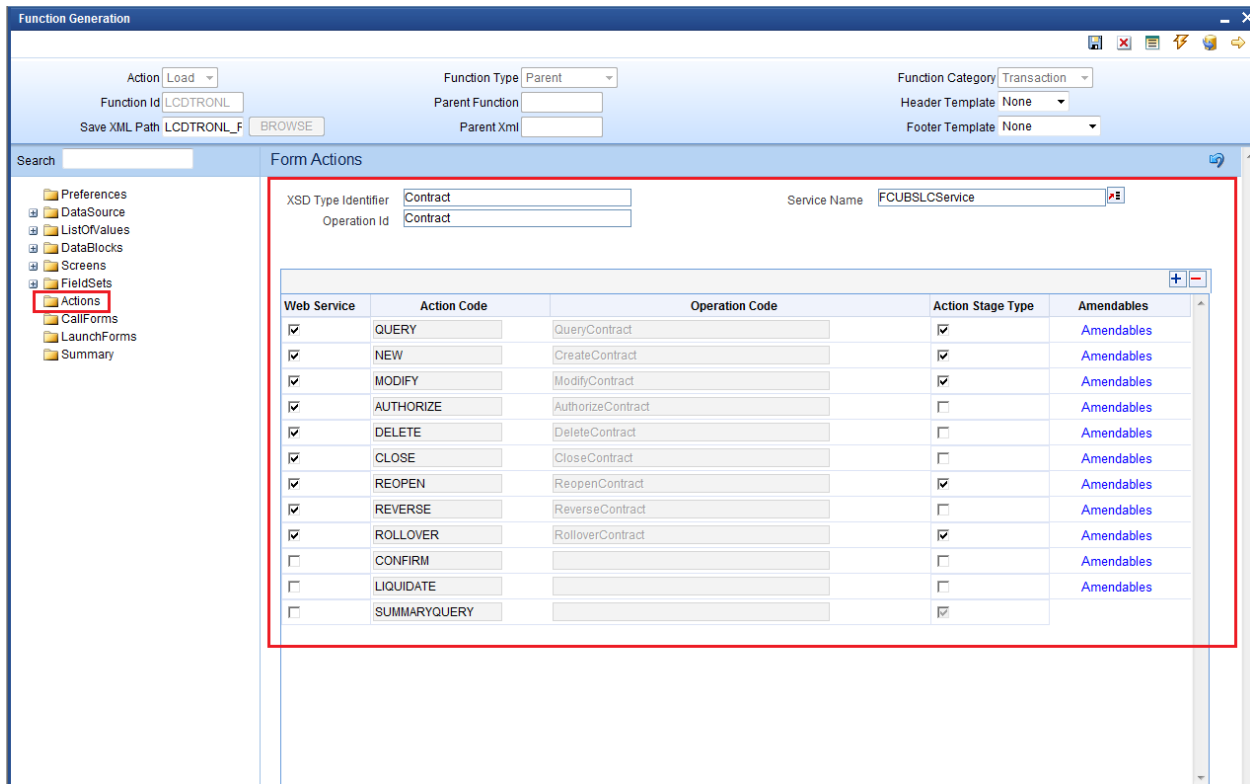 Function Generation
Action Load Function Type Parent Function Category Transaction
Function Id LCDTRONL Parent Function Header Template None
Save XML Path LCDTRONL_F BROWSE Parent Xml Footer Template None
Search Form Actions
Preferences
DataSource
ListOfValues
DataBlocks
Screens
FieldSets
Actions
CallForms
LaunchForms
Summary
XSD Type Identifier Contract Service Name FCUBSLCService
Operation Id Contract
Web Service Action Code Operation Code Action Stage Type Amendables
QUERY QueryContract Amendables
NEW CreateContract Amendables
MODIFY ModifyContract Amendables
AUTHORIZE AuthorizeContract Amendables
DELETE DeleteContract Amendables
CLOSE CloseContract Amendables
REOPEN ReopenContract Amendables
REVERSE ReverseContract Amendables
ROLLOVER RolloverContract Amendables
CONFIRM Amendables
LIQUIDATE Amendables
SUMMARYQUERY